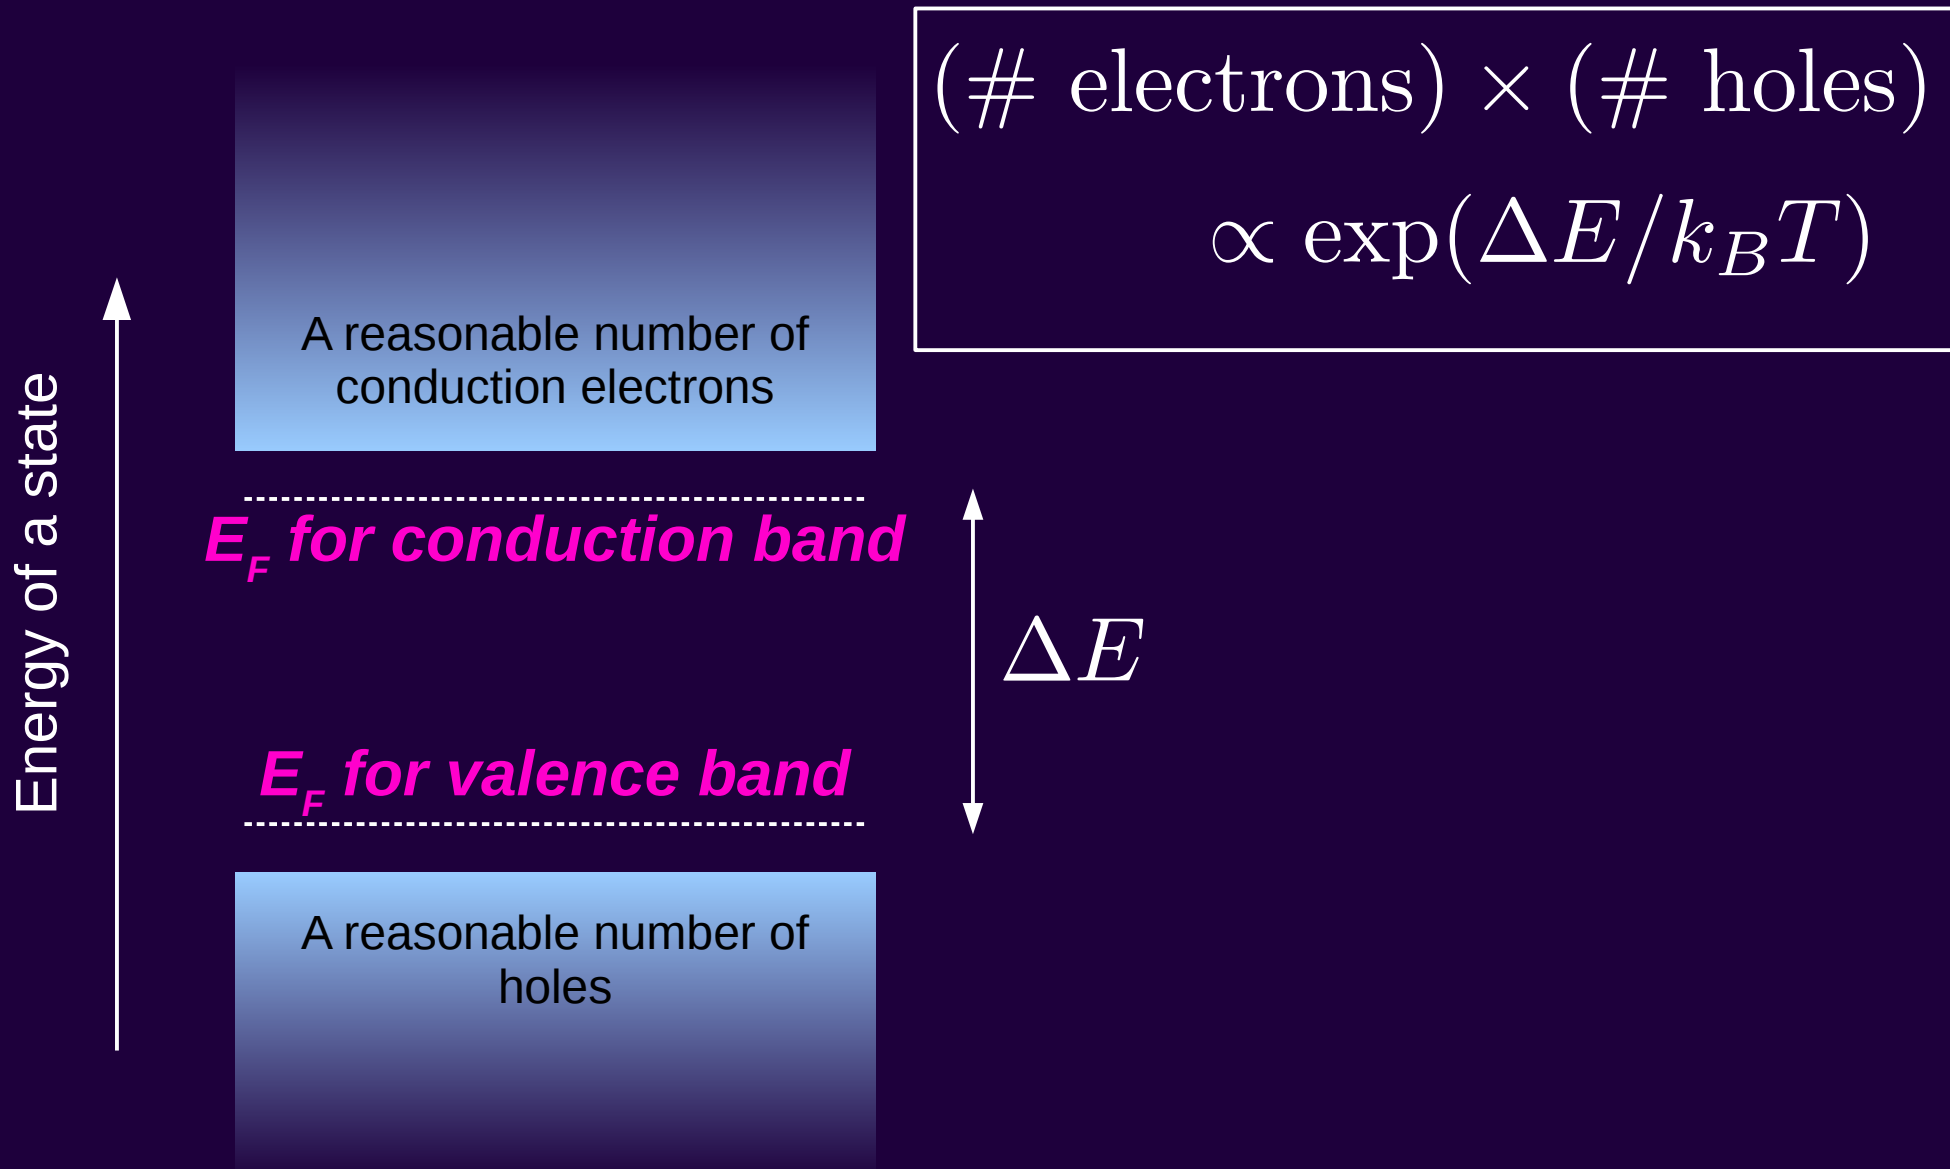 (# electrons) × (# holes)
∝ exp(ΔE/k_BT)
A reasonable number of
conduction electrons
Energy of a state
E_F for conduction band
ΔE
E_F for valence band
A reasonable number of
holes